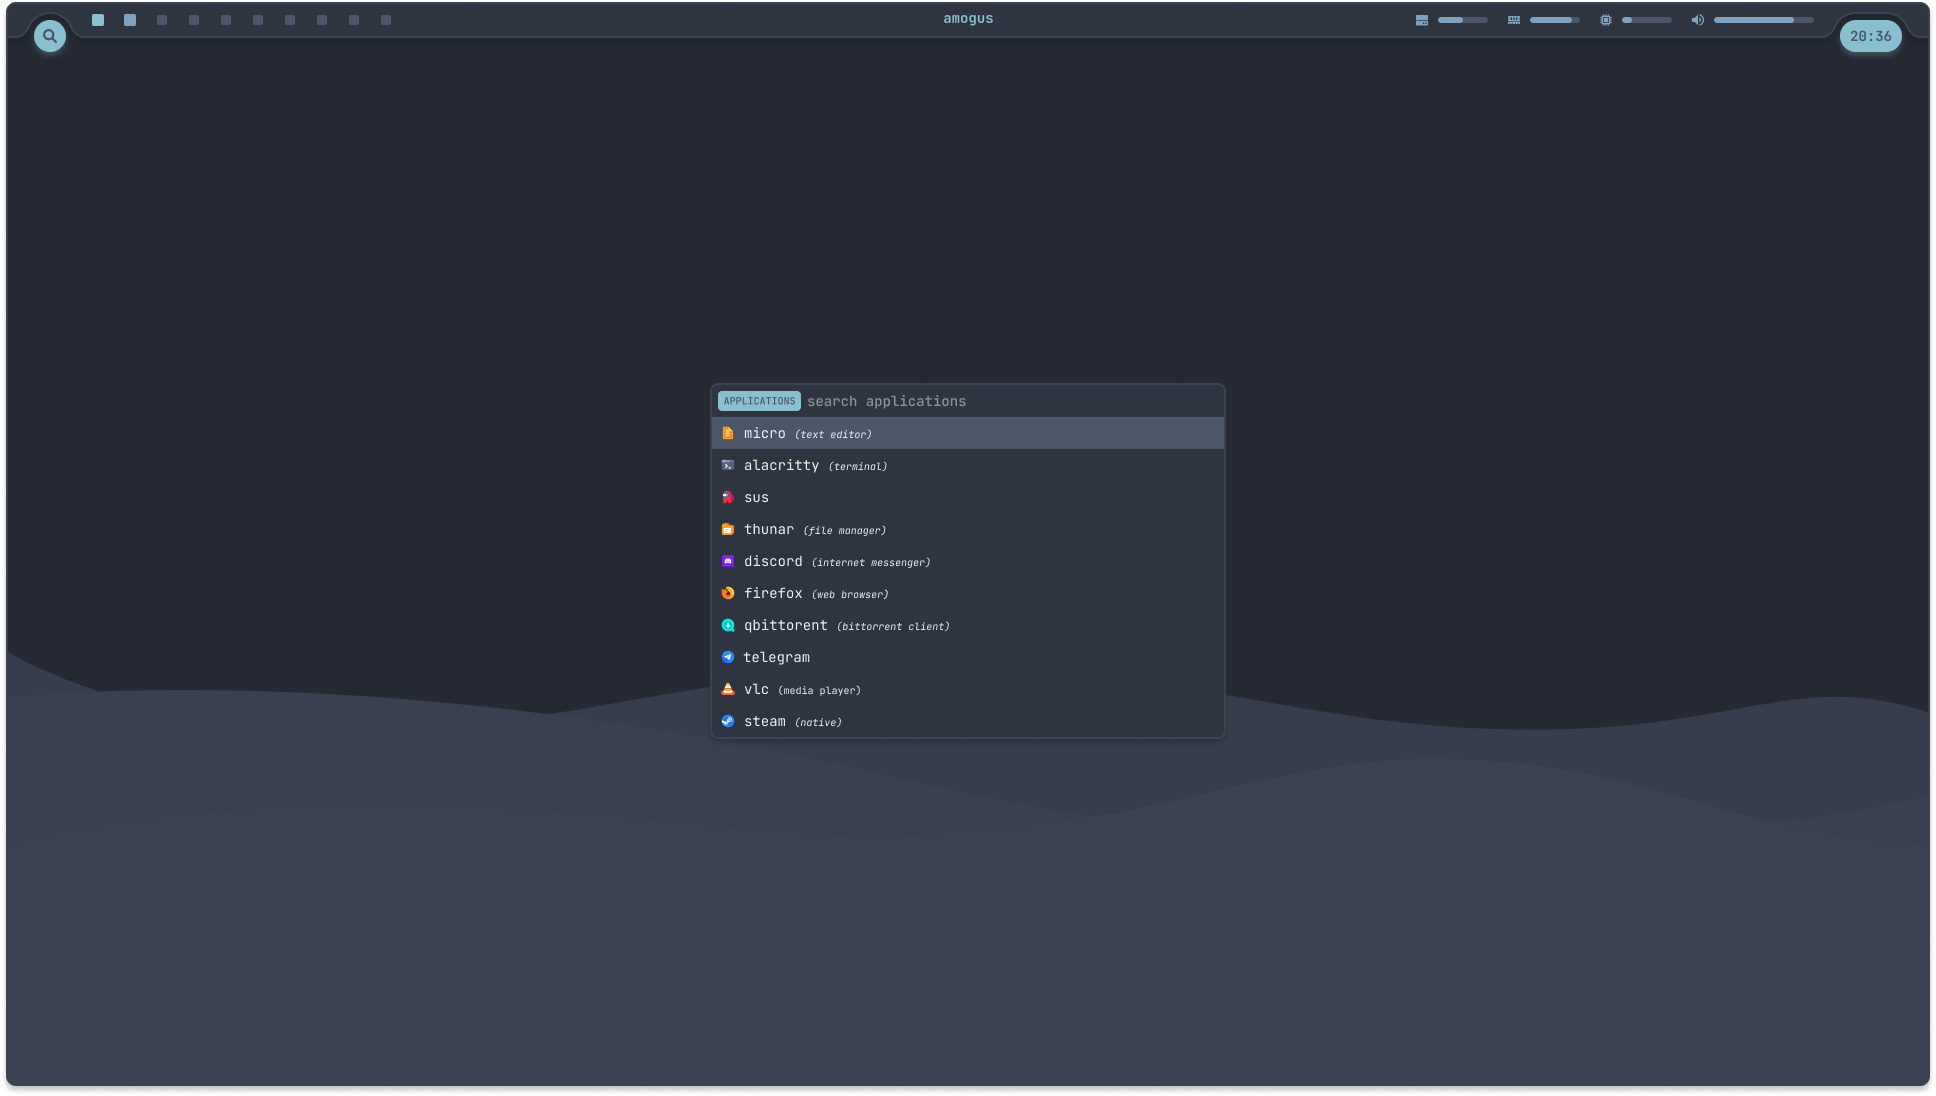 amogus
20:36
APPLICATIONS search applications
micro (text editor)
alacritty (terminal)
sus
thunar (file manager)
discord (internet messenger)
firefox (web browser)
qbittorent (bittorrent client)
telegram
vlc (media player)
steam (native)